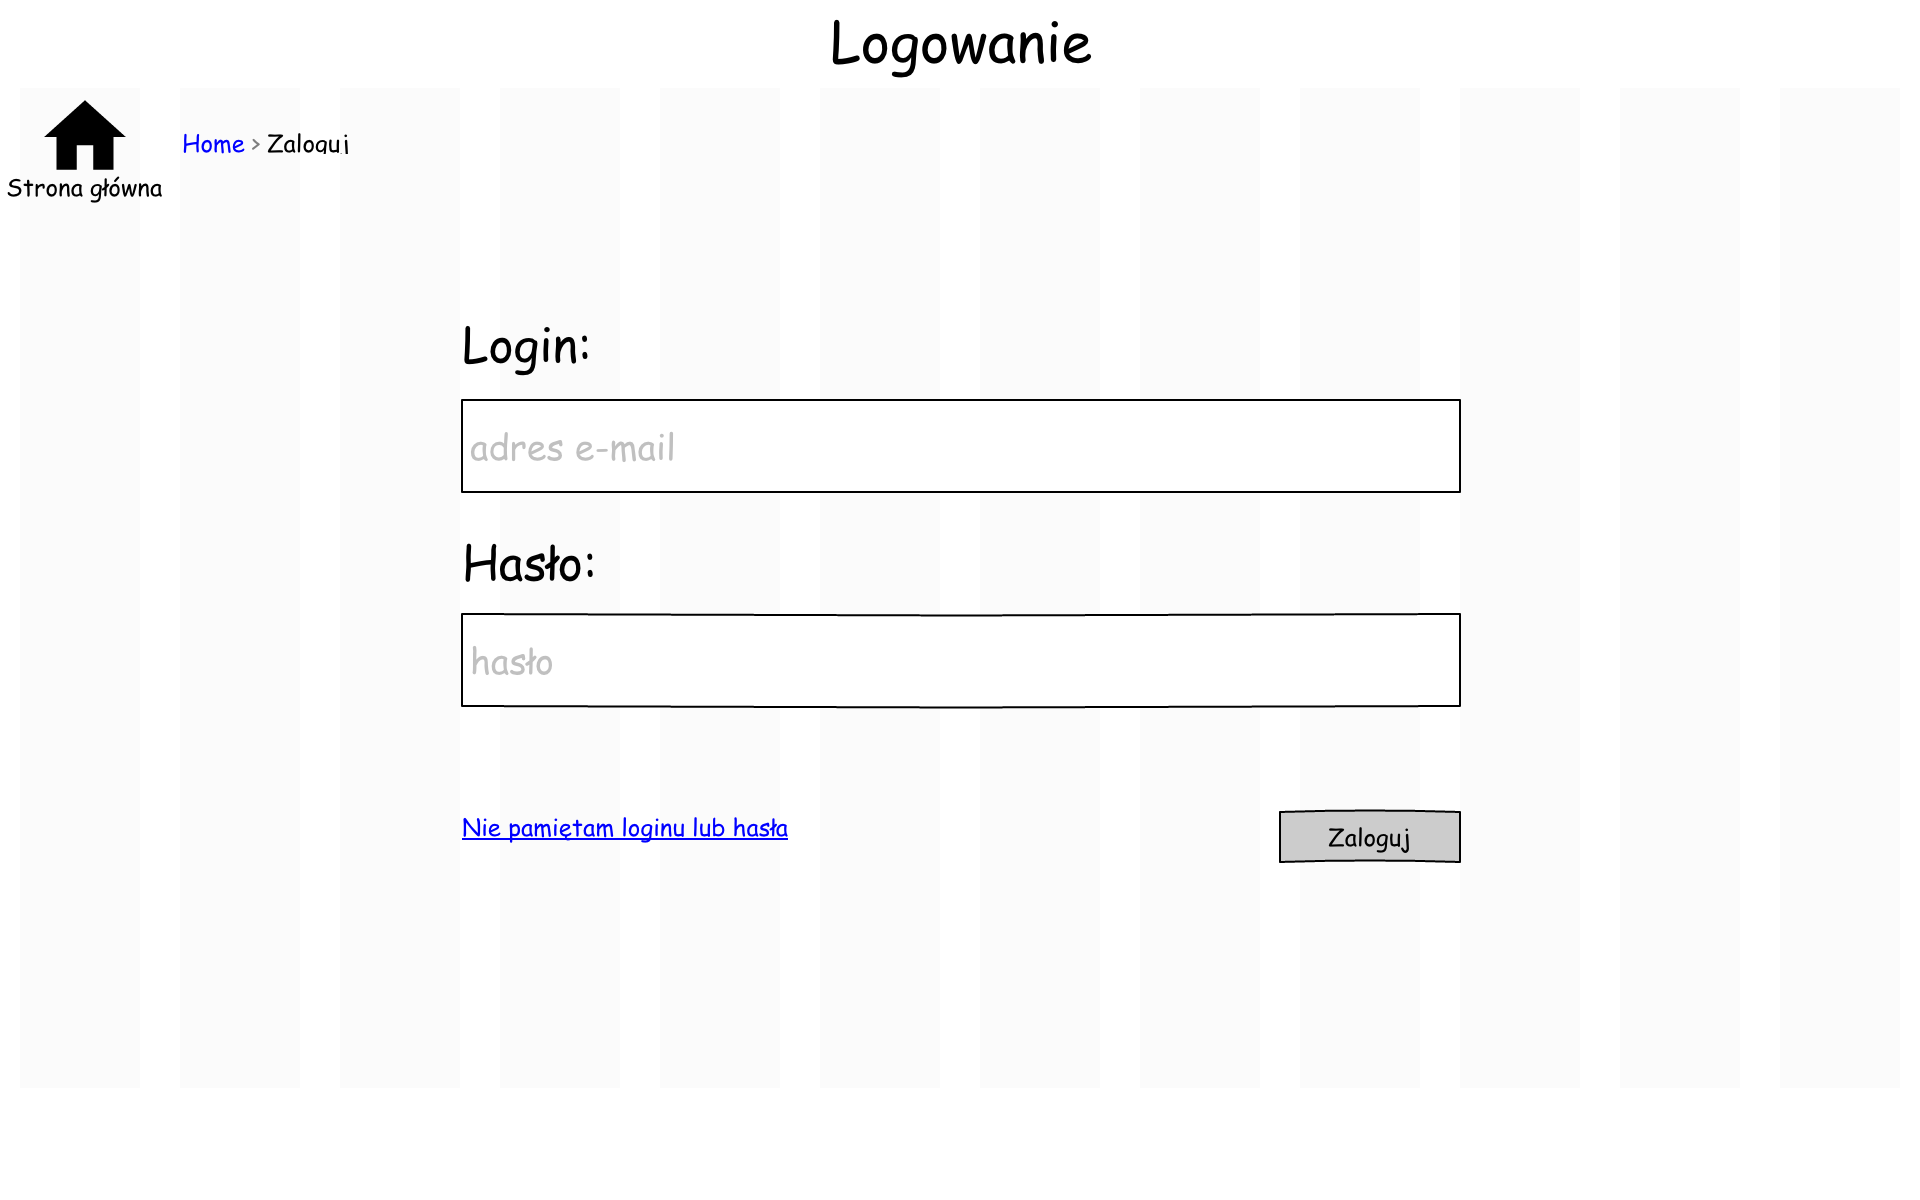 Logowanie
Home > Zaloguj
Strona główna
Login:
adres e-mail
Hasło:
hasło
Nie pamiętam loginu lub hasła
Zaloguj